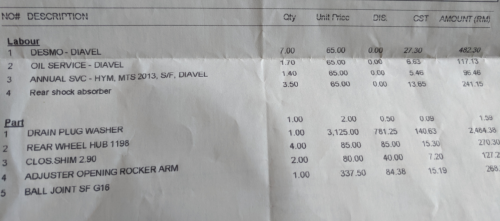 NO# DESCRIPTION Qty Unit Price DIS. GST AMOUNT (RM)
Labour
1 DESMO - DIAVEL 7.00 65.00 0.00 27.30 482.30
2 OIL SERVICE - DIAVEL 1.70 65.00 0.00 6.63 117.13
3 ANNUAL SVC - HYM, MTS 2013, S/F, DIAVEL 1.40 65.00 0.00 5.46 96.46
4 Rear shock absorber 3.50 65.00 0.00 13.65 241.15
Part
1 DRAIN PLUG WASHER 1.00 2.00 0.50 0.09 1.59
2 REAR WHEEL HUB 1198 1.00 3,125.00 781.25 140.63 2,484.38
3 CLOS.SHIM 2.90 4.00 85.00 85.00 15.30 270.30
4 ADJUSTER OPENING ROCKER ARM 2.00 80.00 40.00 7.20 127.2
5 BALL JOINT SF G16 1.00 337.50 84.38 15.19